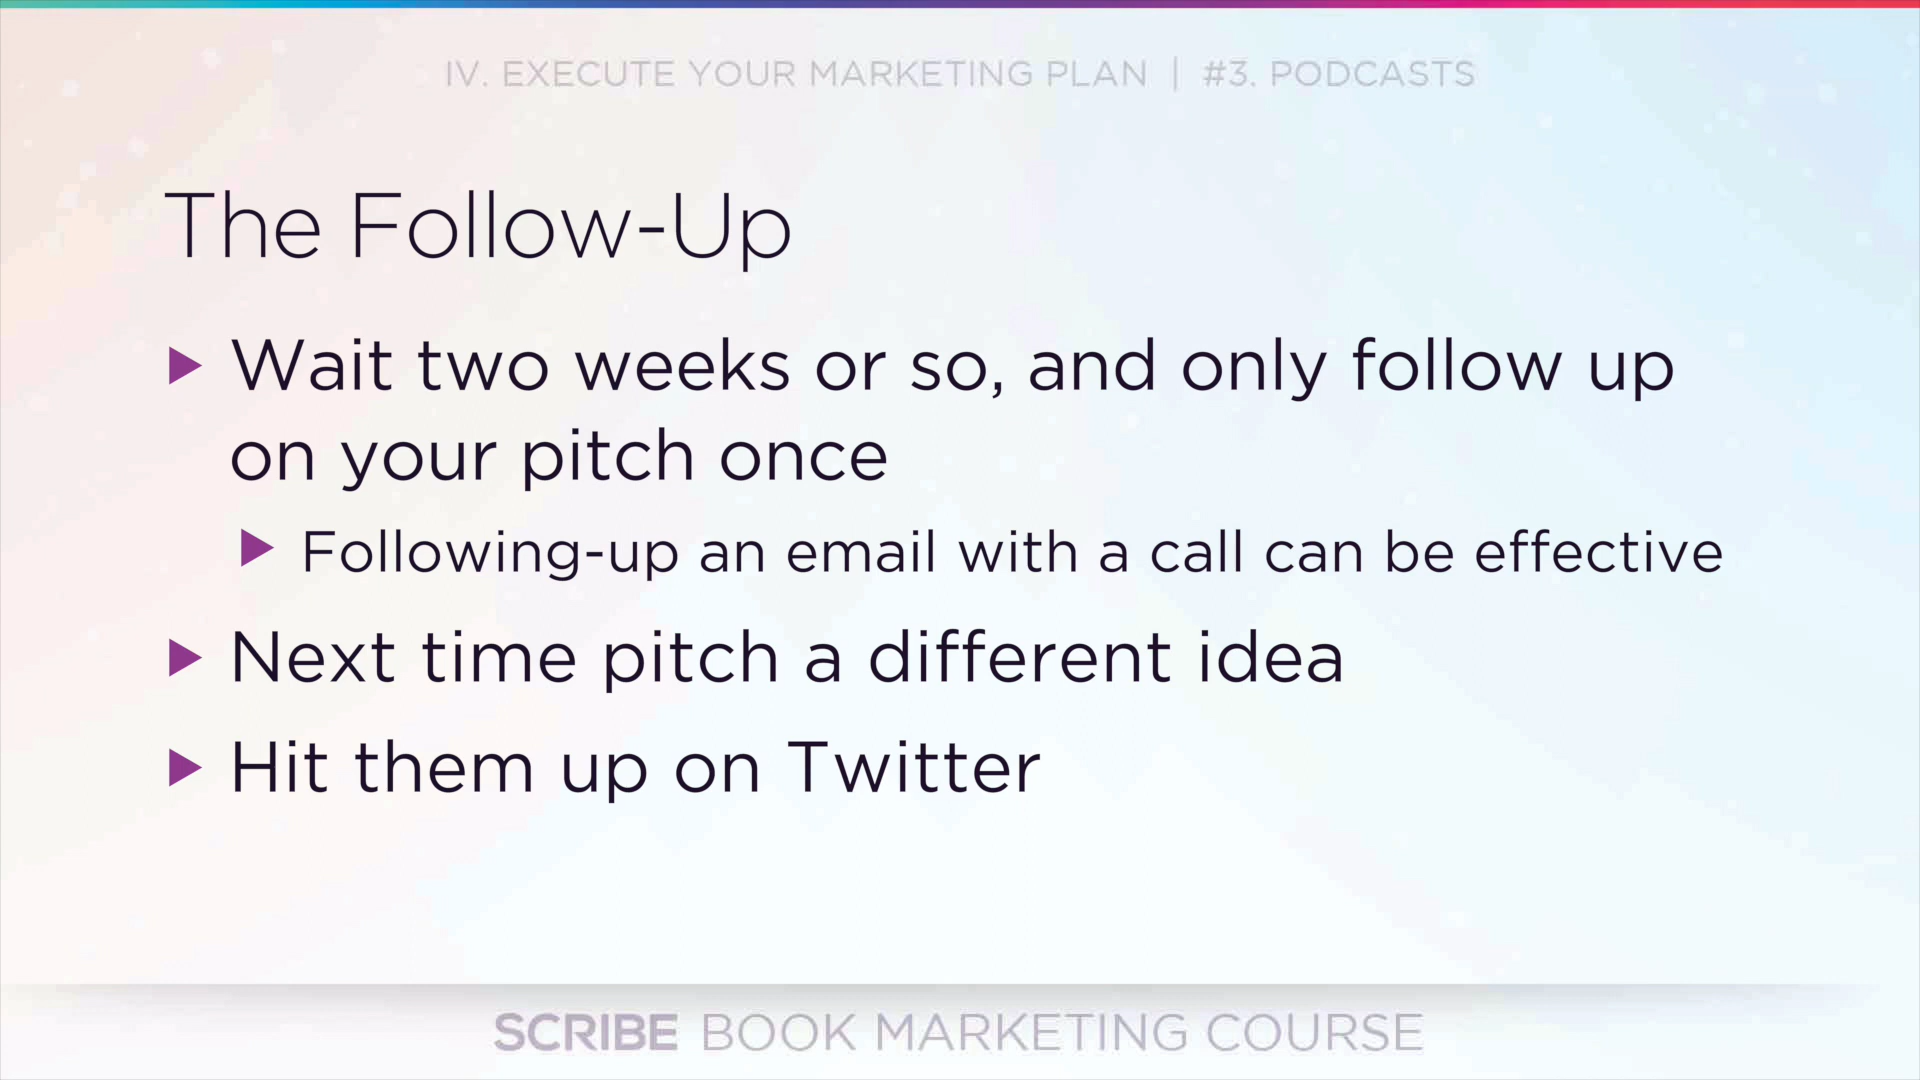 IV. EXECUTE YOUR MARKETING PLAN | #3. PODCASTS
The Follow-Up
Wait two weeks or so, and only follow up
on your pitch once
Following-up an email with a call can be effective
Next time pitch a different idea
Hit them up on Twitter
SCRIBE BOOK MARKETING COURSE